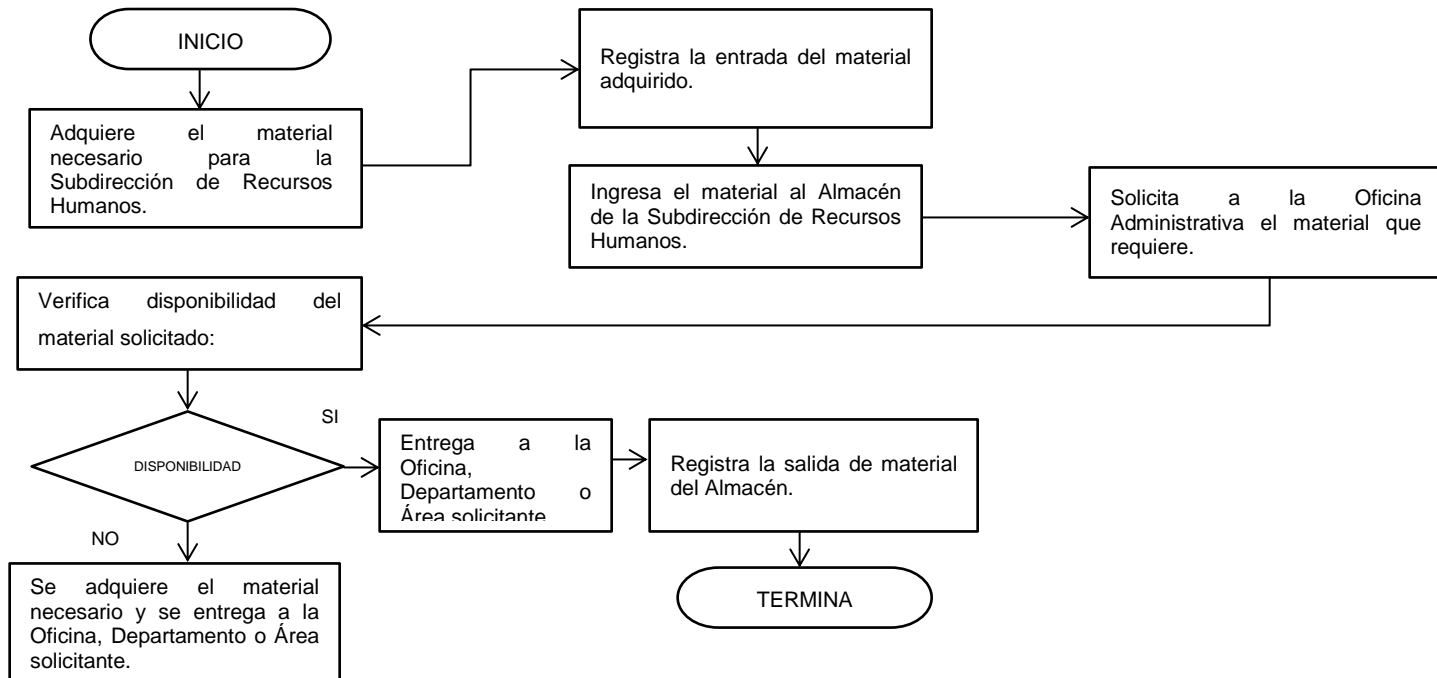 INICIO
Adquiere el material
necesario para la
Subdirección de Recursos
Humanos.
Registra la entrada del material
adquirido.
Ingresa el material al Almacén
de la Subdirección de Recursos
Humanos.
Solicita a la Oficina
Administrativa el material que
requiere.
Verifica disponibilidad del
material solicitado:
DISPONIBILIDAD
SI
Entrega a la
Oficina,
Departamento o
Área solicitante
Registra la salida de material
del Almacén.
TERMINA
NO
Se adquiere el material
necesario y se entrega a la
Oficina, Departamento o Área
solicitante.